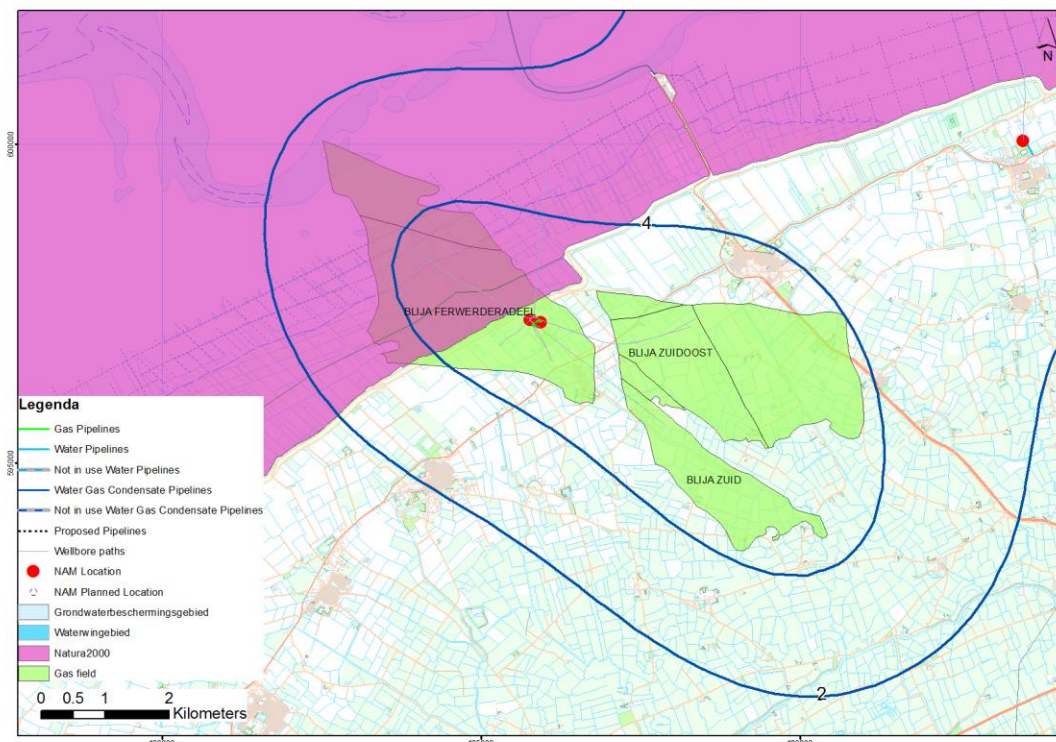 N
600000
4
BLIJA FERWERDERADEEL
BLIJA ZUIDOOST
595000
BLIJA ZUID
2
Legenda
Gas Pipelines
Water Pipelines
Not in use Water Pipelines
Water Gas Condensate Pipelines
Not in use Water Gas Condensate Pipelines
Proposed Pipelines
Wellbore paths
NAM Location
NAM Planned Location
Grondwaterbeschermingsgebied
Waterwingebied
Natura2000
Gas field
0 0.5 1 2
Kilometers